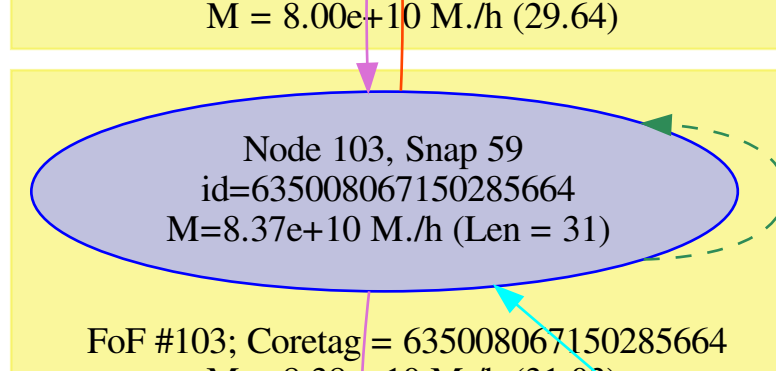 M = 8.00e+10 M./h (29.64)
Node 103, Snap 59
id=635008067150285664
M=8.37e+10 M./h (Len = 31)
FoF #103; Coretag = 635008067150285664